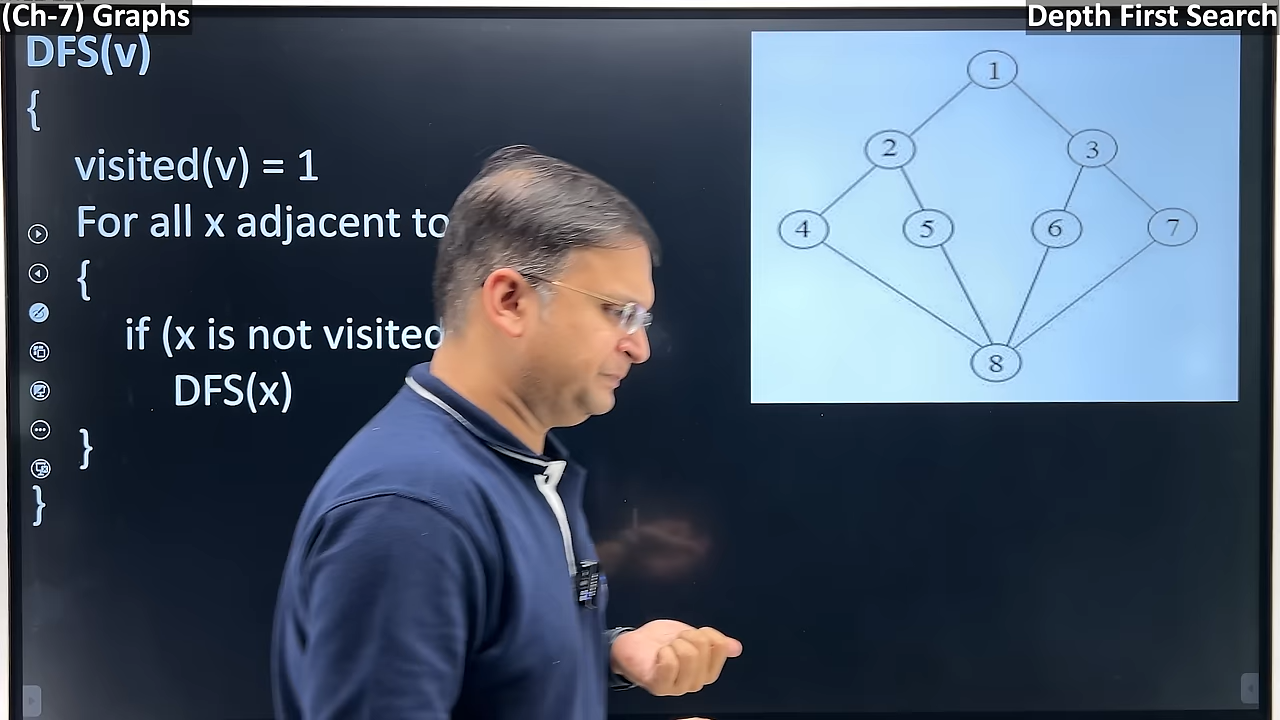 (Ch-7) Graphs
Depth First Search
DFS(v)
{
visited(v) = 1
For all x adjacent to
{
if (x is not visited
DFS(x)
}
}
1
2
3
4
5
6
7
8